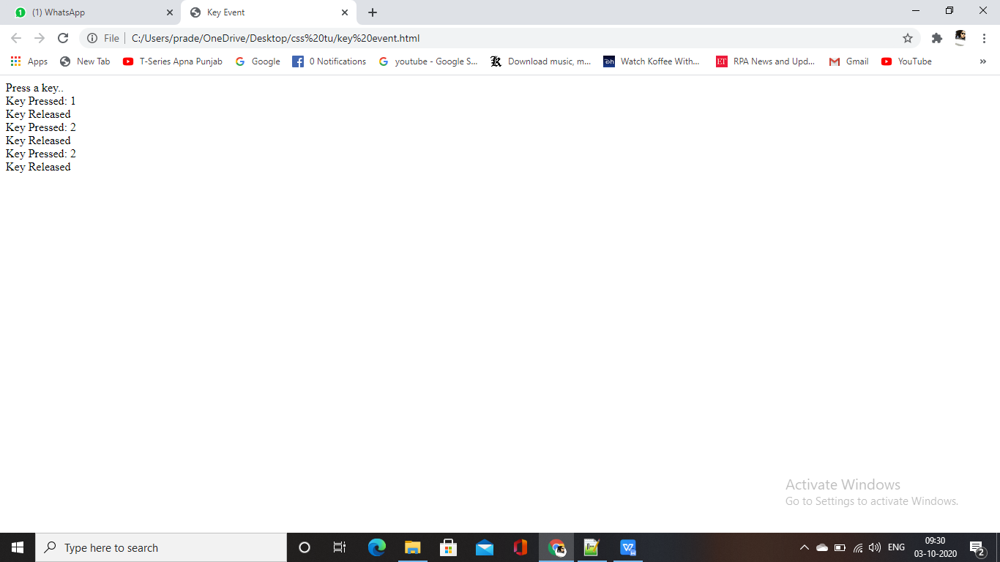 (1) WhatsApp
Key Event
File
C:/Users/prade/OneDrive/Desktop/css%20tu/key%20event.html
Apps
New Tab
T-Series Apna Punjab
Google
0 Notifications
youtube - Google S...
Download music, m...
Watch Koffee With...
ET
RPA News and Upd...
Gmail
YouTube
»
Press a key..
Key Pressed: 1
Key Released
Key Pressed: 2
Key Released
Key Pressed: 2
Key Released
Activate Windows
Go to Settings to activate Windows.
Type here to search
ENG
09:30
03-10-2020
2